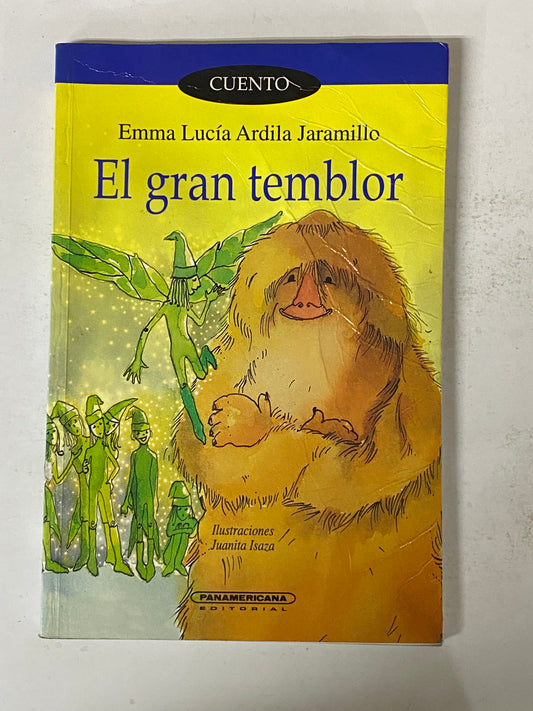 CUENTO
Emma Lucía Ardila Jaramillo
El gran temblor
Ilustraciones
Juanita Isaza
PANAMERICANA
EDITORIAL